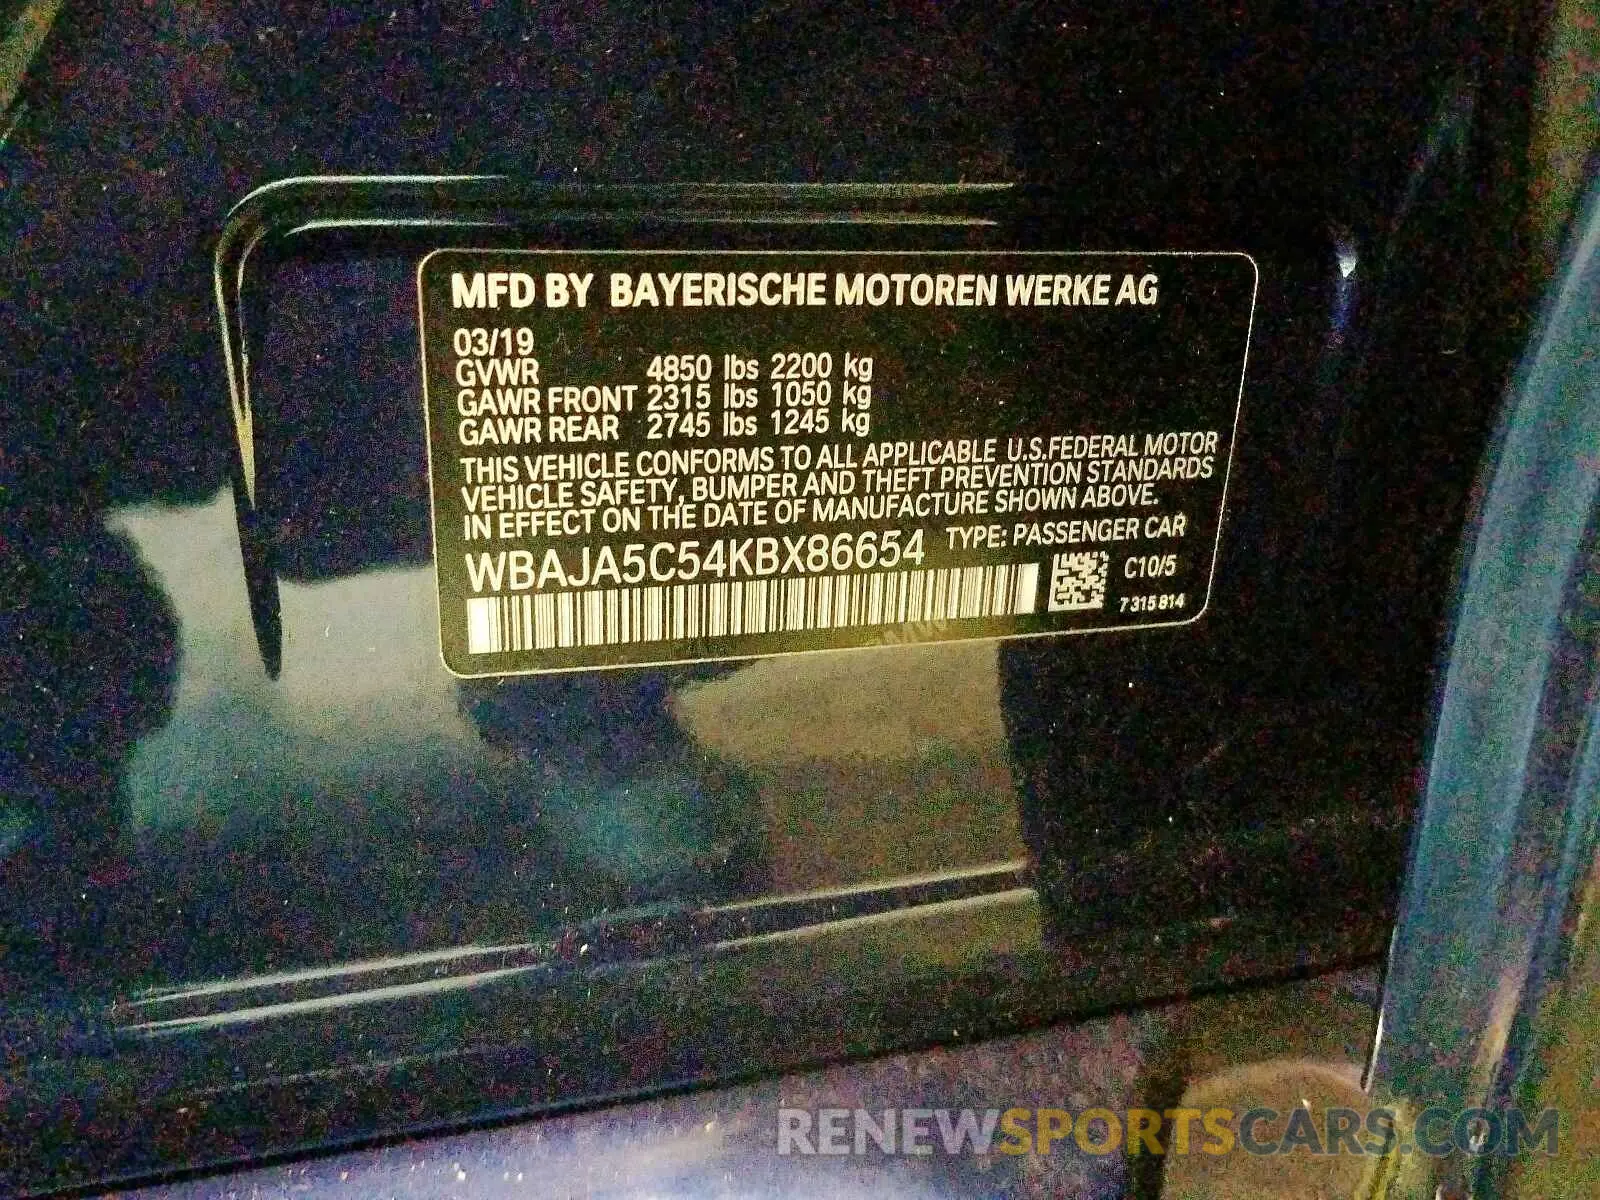 MFD BY BAYERISCHE MOTOREN WERKE AG
03/19
GVWR 4850 lbs 2200 kg
GAWR FRONT 2315 lbs 1050 kg
GAWR REAR 2745 lbs 1245 kg
THIS VEHICLE CONFORMS TO ALL APPLICABLE U.S.FEDERAL MOTOR
VEHICLE SAFETY, BUMPER AND THEFT PREVENTION STANDARDS
IN EFFECT ON THE DATE OF MANUFACTURE SHOWN ABOVE.
WBAJA5C54KBX86654 TYPE: PASSENGER CAR
C10/5
7 315 814
BMW
RENEWSPORTSCARS.COM